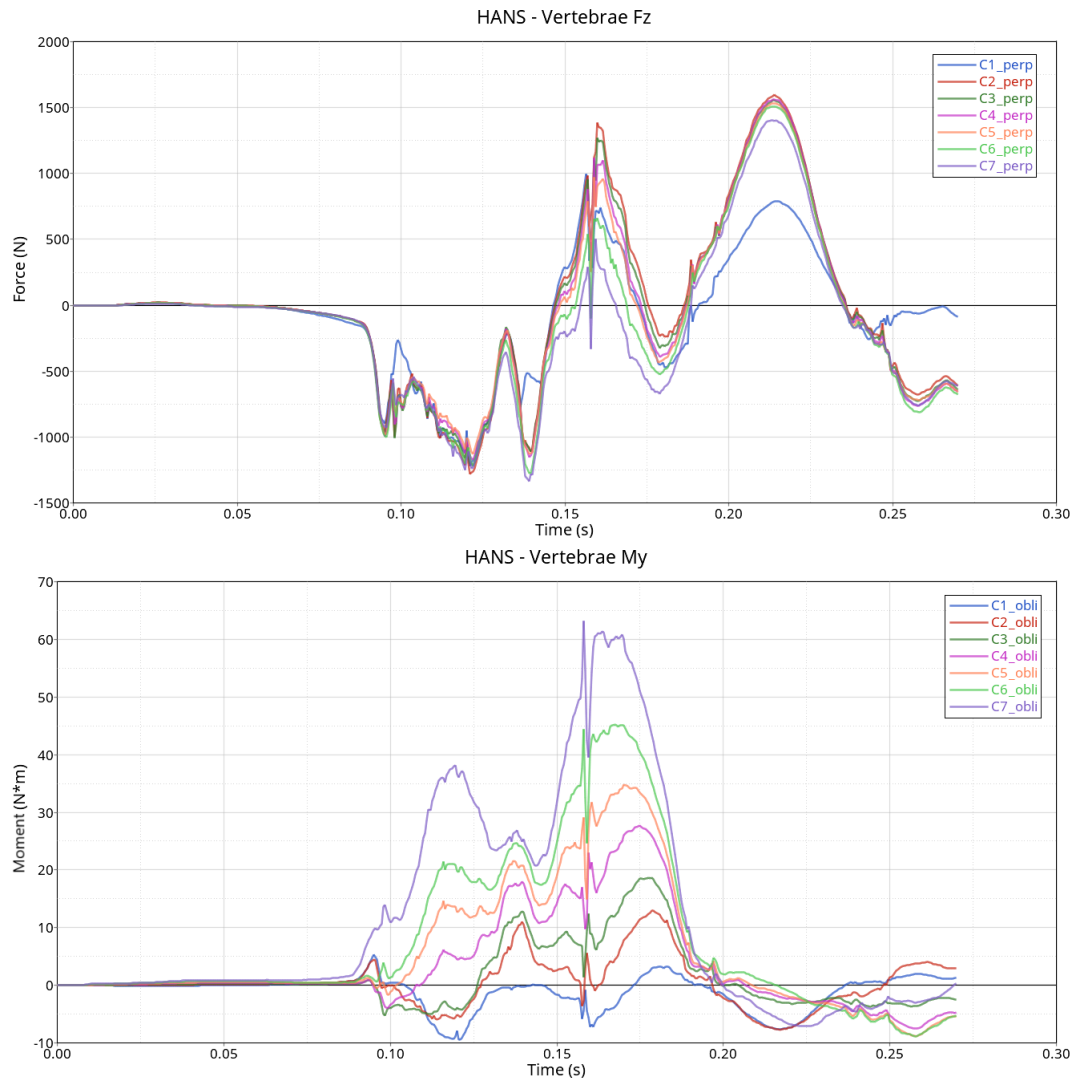 HANS - Vertebrae Fz
2000
1500
1000
500
0
-500
-1000
-1500
Force (N)
C1_perp
C2_perp
C3_perp
C4_perp
C5_perp
C6_perp
C7_perp
0.00 0.05 0.10 0.15 0.20 0.25 0.30
Time (s)
HANS - Vertebrae My
70
60
50
40
30
20
10
0
-10
Moment (N*m)
C1_obli
C2_obli
C3_obli
C4_obli
C5_obli
C6_obli
C7_obli
0.00 0.05 0.10 0.15 0.20 0.25 0.30
Time (s)